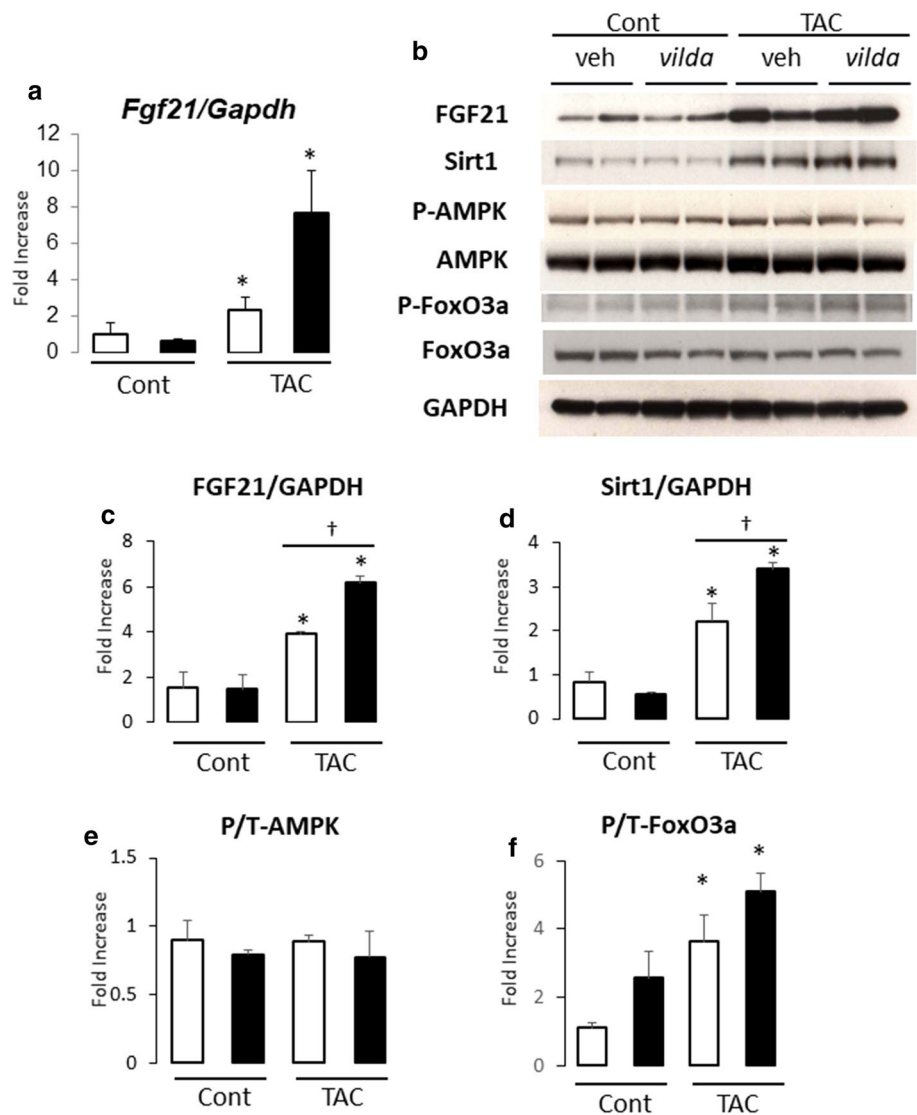 a
Fgf21/Gapdh
Fold Increase
12
10
8
6
4
2
0
*
*
Cont
TAC
b
Cont TAC
veh vilda veh vilda
FGF21
Sirt1
P-AMPK
AMPK
P-FoxO3a
FoxO3a
GAPDH
c
FGF21/GAPDH
Fold Increase
8
6
4
2
0
†
*
*
Cont
TAC
d
Sirt1/GAPDH
Fold Increase
4
3
2
1
0
†
*
*
Cont
TAC
e
P/T-AMPK
Fold Increase
1.5
1
0.5
0
Cont
TAC
f
P/T-FoxO3a
Fold Increase
6
4
2
0
*
*
Cont
TAC